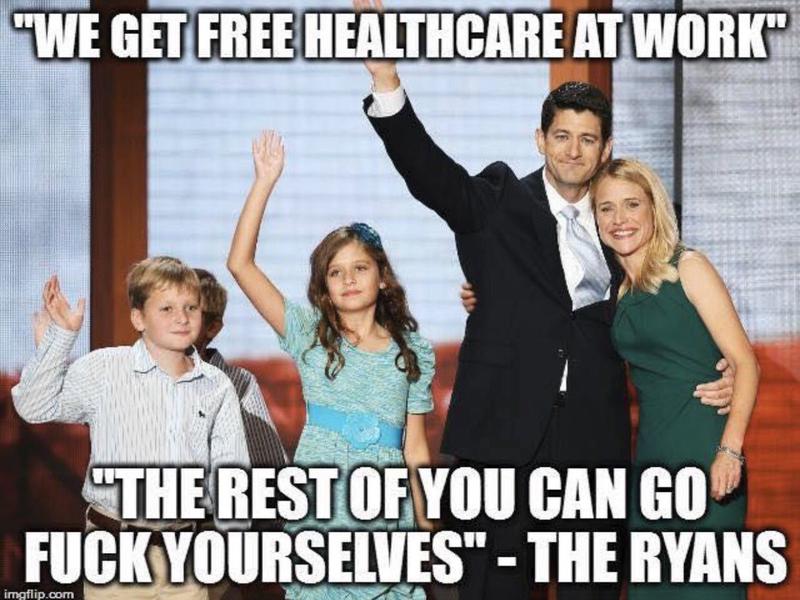 "WE GET FREE HEALTHCARE AT WORK"
"THE REST OF YOU CAN GO
FUCK YOURSELVES" - THE RYANS
imgflip.com